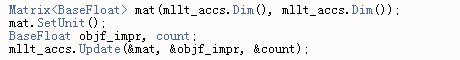 Matrix<BaseFloat> mat(mllt_accs.Dim(), mllt_accs.Dim());
mat.SetUnit();
BaseFloat objf_impr, count;
mllt_accs.Update(&mat, &objf_impr, &count);